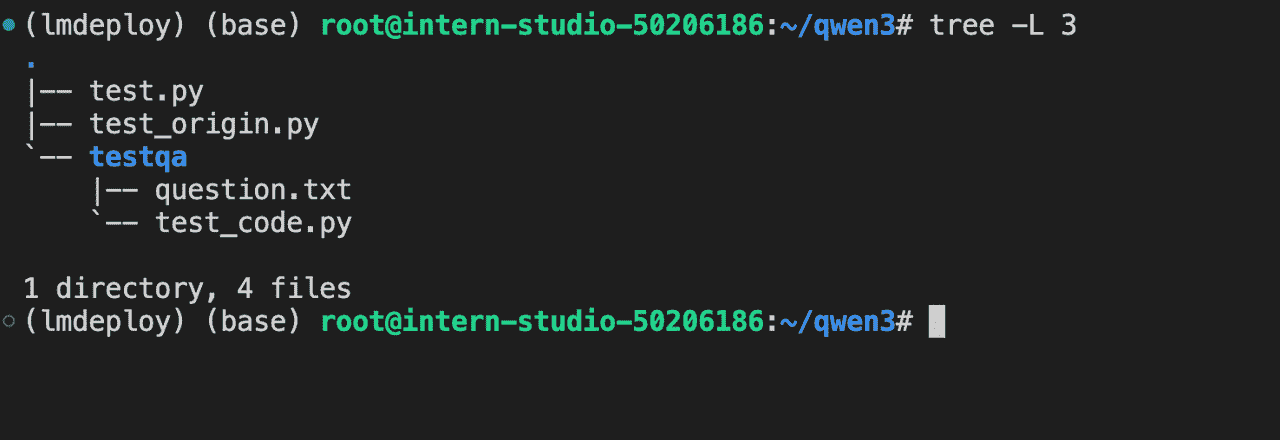 (lmdeploy) (base) root@intern-studio-50206186:~/qwen3# tree -L 3
.
|-- test.py
|-- test_origin.py
`-- testqa
    |-- question.txt
    `-- test_code.py

1 directory, 4 files
(lmdeploy) (base) root@intern-studio-50206186:~/qwen3#